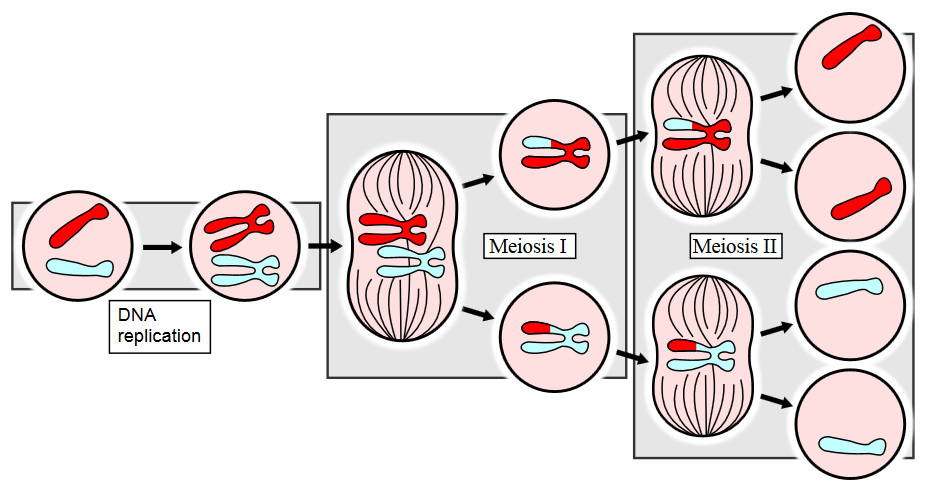 DNA
replication
Meiosis I
Meiosis II